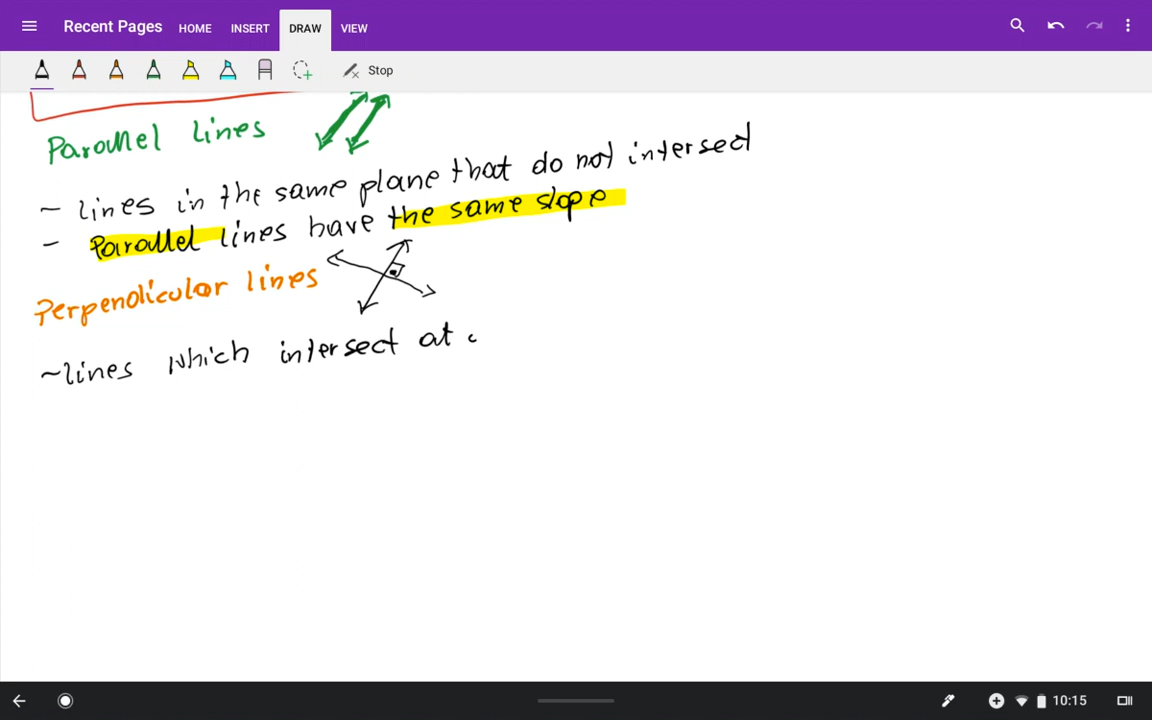 Recent Pages HOME INSERT DRAW VIEW
Stop
Parallel lines
~ lines in the same plane that do not intersect
- Parallel lines have the same slope
Perpendicular lines
~lines which intersect at
10:15